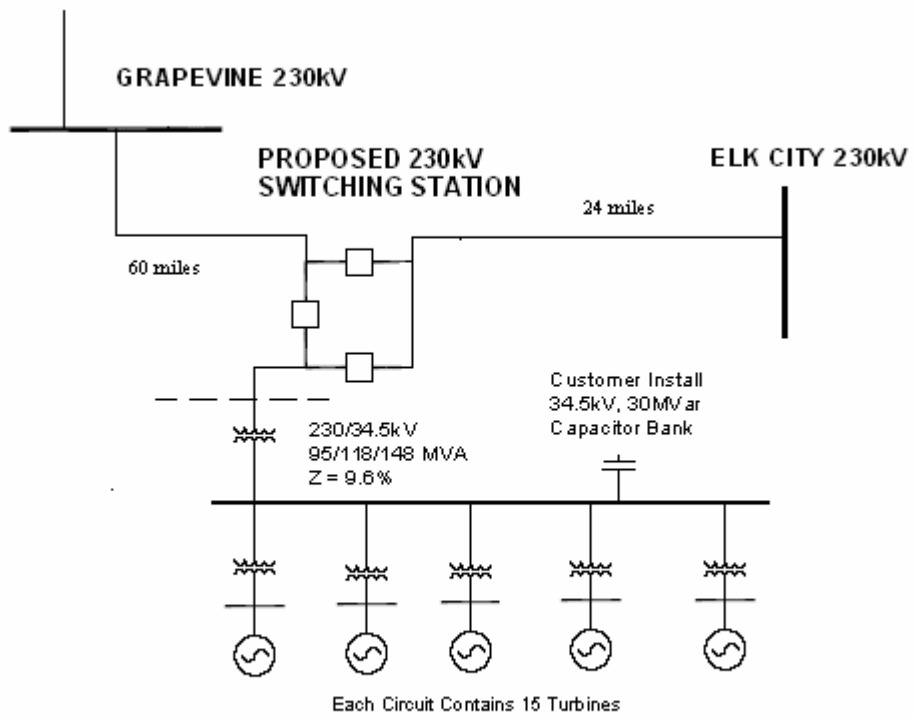 GRAPEVINE 230kV
PROPOSED 230kV
SWITCHING STATION
ELK CITY 230kV
24 miles
60 miles
Customer Install
34.5kV, 30MVar
Capacitor Bank
230/34.5kV
95/118/148 MVA
Z = 9.6%
Each Circuit Contains 15 Turbines